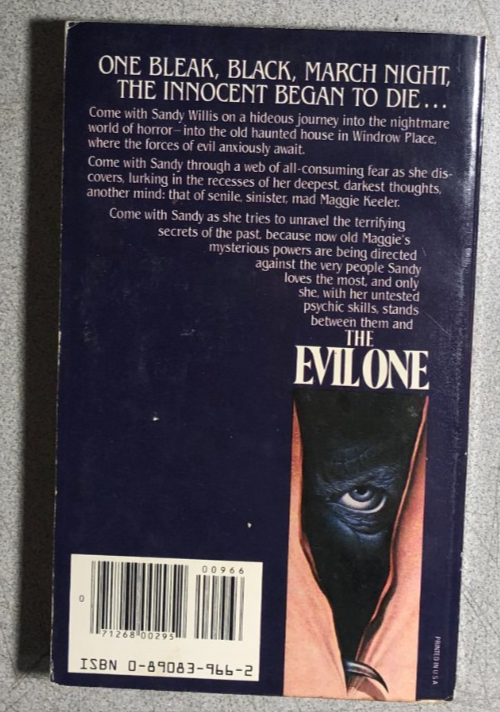 ONE BLEAK, BLACK, MARCH NIGHT,
THE INNOCENT BEGAN TO DIE...
Come with Sandy Willis on a hideous journey into the nightmare
world of horror—into the old haunted house in Windrow Place,
where the forces of evil anxiously await.
Come with Sandy through a web of all-consuming fear as she dis-
covers, lurking in the recesses of her deepest, darkest thoughts,
another mind: that of senile, sinister, mad Maggie Keeler.
Come with Sandy as she tries to unravel the terrifying
secrets of the past, because now old Maggie's
mysterious powers are being directed
against the very people Sandy
loves the most, and only
she, with her untested
psychic skills, stands
between them and
THE
EVIL ONE
00966
0
71268 00295
ISBN 0-89083-966-2
PRINTED IN USA